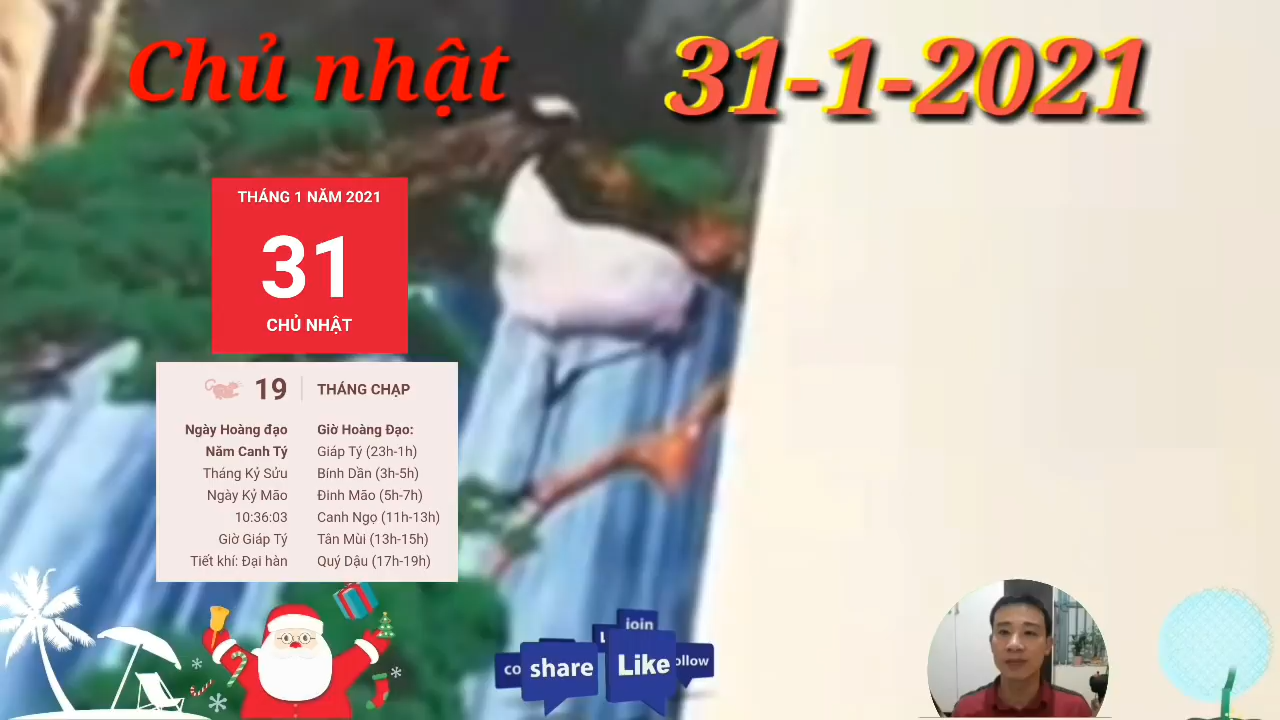 Chủ nhật 31-1-2021
THÁNG 1 NĂM 2021
31
CHỦ NHẬT
19 THÁNG CHẠP
Ngày Hoàng đạo Giờ Hoàng Đạo:
Năm Canh Tý Giáp Tý (23h-1h)
Tháng Kỷ Sửu Bính Dần (3h-5h)
Ngày Kỷ Mão Đinh Mão (5h-7h)
10:36:03 Canh Ngọ (11h-13h)
Giờ Giáp Tý Tân Mùi (13h-15h)
Tiết khí: Đại hàn Quý Dậu (17h-19h)
join
L
co share Like ollow